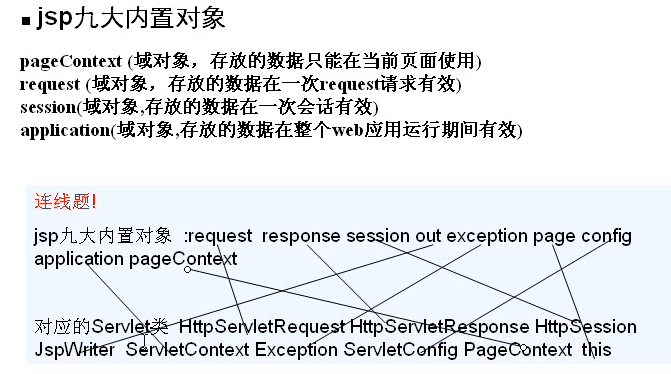 ■ jsp九大内置对象
pageContext (域对象，存放的数据只能在当前页面使用)
request (域对象，存放的数据在一次request请求有效)
session(域对象,存放的数据在一次会话有效)
application(域对象,存放的数据在整个web应用运行期间有效)
连线题!
jsp九大内置对象 :request response session out exception page config
application pageContext
对应的Servlet类 HttpServletRequest HttpServletResponse HttpSession
JspWriter ServletContext Exception ServletConfig PageContext this